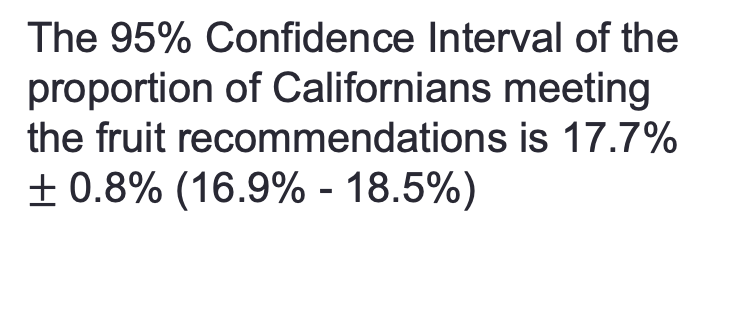 The 95% Confidence Interval of the
proportion of Californians meeting
the fruit recommendations is 17.7%
± 0.8% (16.9% - 18.5%)